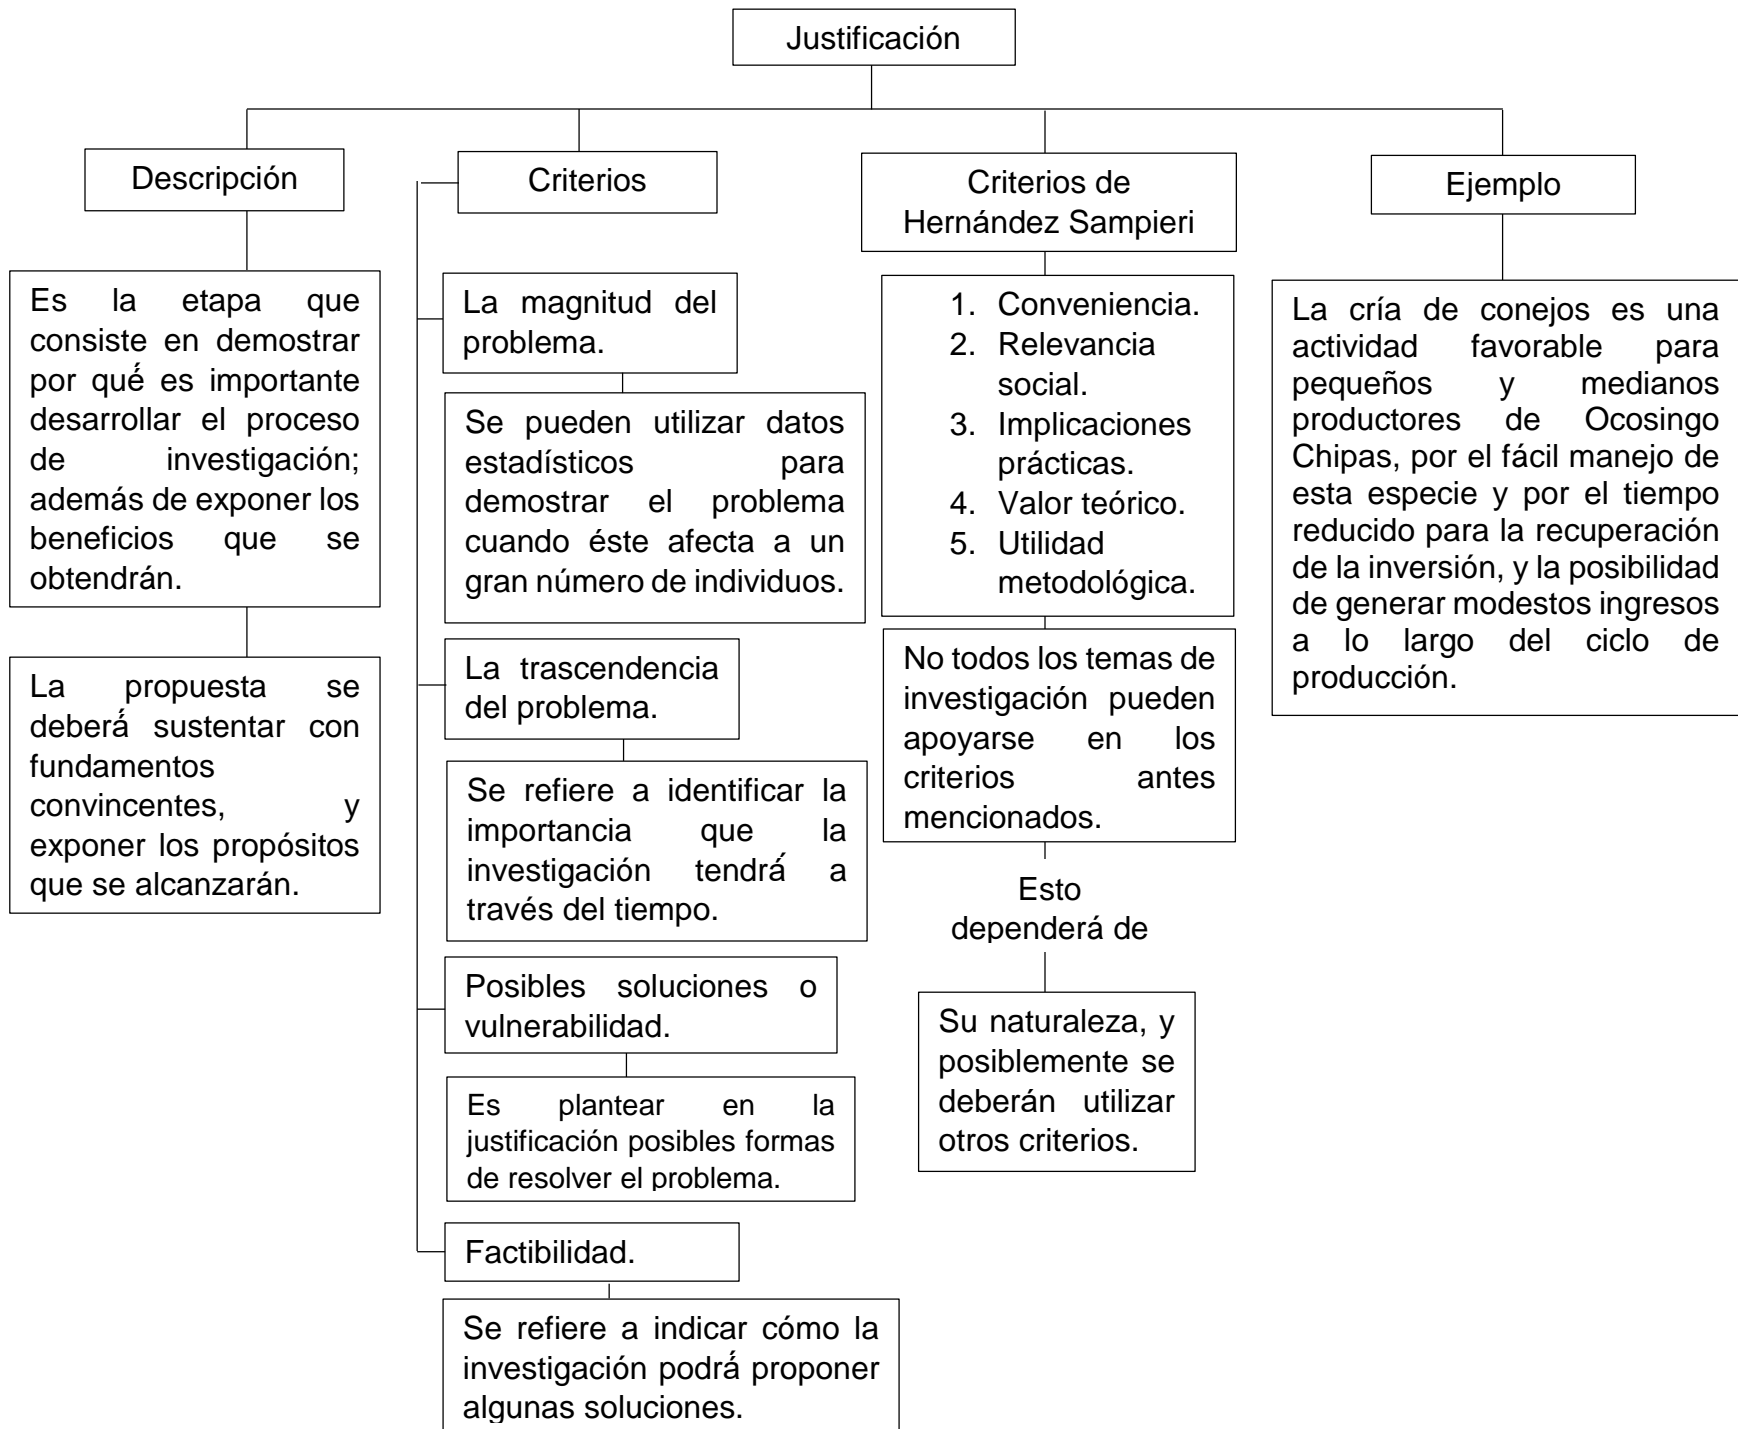 Justificación
Descripción
Es la etapa que
consiste en demostrar
por qué es importante
desarrollar el proceso
de investigación;
además de exponer los
beneficios que se
obtendrán.
La propuesta se
deberá sustentar con
fundamentos
convincentes, y
exponer los propósitos
que se alcanzarán.
Criterios
La magnitud del
problema.
Se pueden utilizar datos
estadísticos para
demostrar el problema
cuando éste afecta a un
gran número de individuos.
La trascendencia
del problema.
Se refiere a identificar la
importancia que la
investigación tendrá a
través del tiempo.
Posibles soluciones o
vulnerabilidad.
Es plantear en la
justificación posibles formas
de resolver el problema.
Factibilidad.
Se refiere a indicar cómo la
investigación podrá proponer
algunas soluciones.
Criterios de
Hernández Sampieri
1. Conveniencia.
2. Relevancia
social.
3. Implicaciones
prácticas.
4. Valor teórico.
5. Utilidad
metodológica.
No todos los temas de
investigación pueden
apoyarse en los
criterios antes
mencionados.
Esto
dependerá de
Su naturaleza, y
posiblemente se
deberán utilizar
otros criterios.
Ejemplo
La cría de conejos es una
actividad favorable para
pequeños y medianos
productores de Ocosingo
Chipas, por el fácil manejo de
esta especie y por el tiempo
reducido para la recuperación
de la inversión, y la posibilidad
de generar modestos ingresos
a lo largo del ciclo de
producción.